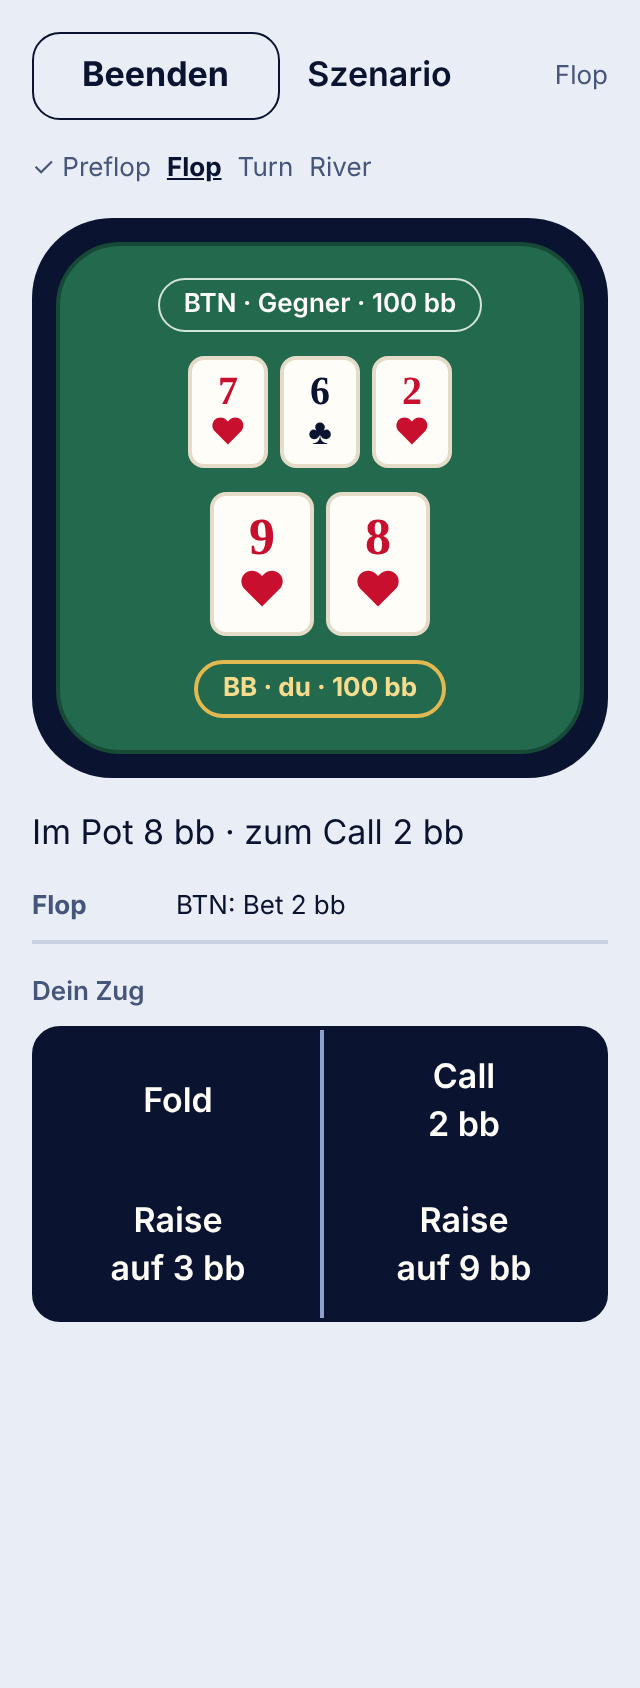 Beenden Szenario Flop
✓ Preflop Flop Turn River
BTN · Gegner · 100 bb
7♥ 6♣ 2♥
9♥ 8♥
BB · du · 100 bb
Im Pot 8 bb · zum Call 2 bb
Flop BTN: Bet 2 bb
Dein Zug
Fold
Call
2 bb
Raise
auf 3 bb
Raise
auf 9 bb